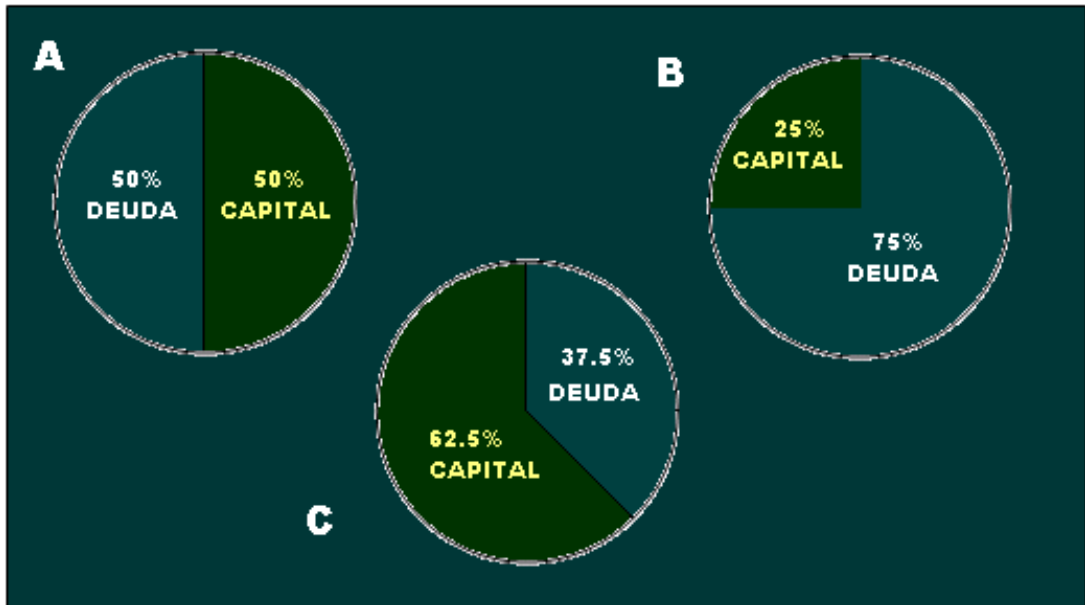 A
50%
DEUDA
50%
CAPITAL
B
25%
CAPITAL
75%
DEUDA
37.5%
DEUDA
62.5%
CAPITAL
C